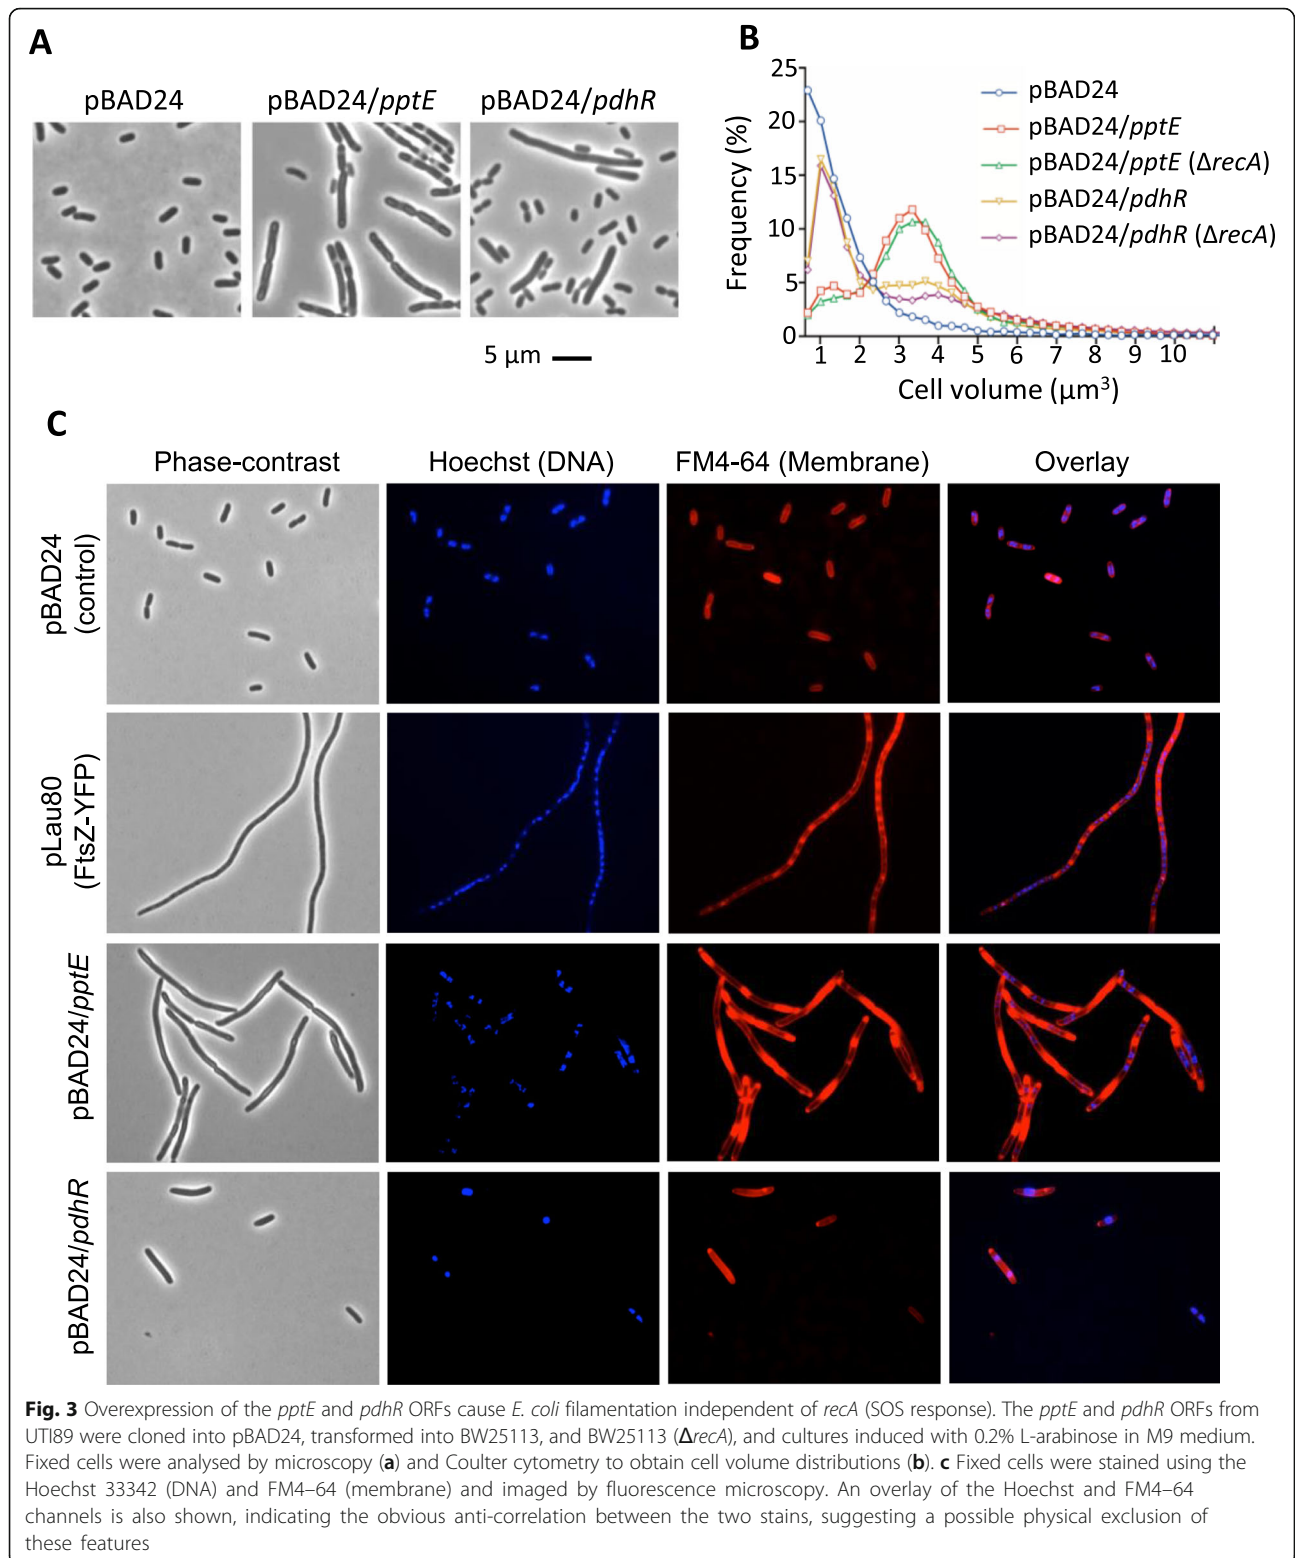 A
pBAD24
pBAD24/pptE
pBAD24/pdhR
5 µm
B
25
20
15
10
5
0
Frequency (%)
1 2 3 4 5 6 7 8 9 10
Cell volume (µm³)
pBAD24
pBAD24/pptE
pBAD24/pptE (ΔrecA)
pBAD24/pdhR
pBAD24/pdhR (ΔrecA)
C
Phase-contrast
Hoechst (DNA)
FM4-64 (Membrane)
Overlay
pBAD24
(control)
pLau80
(FtsZ-YFP)
pBAD24/pptE
pBAD24/pdhR
Fig. 3 Overexpression of the pptE and pdhR ORFs cause E. coli filamentation independent of recA (SOS response). The pptE and pdhR ORFs from
UTI89 were cloned into pBAD24, transformed into BW25113, and BW25113 (ΔrecA), and cultures induced with 0.2% L-arabinose in M9 medium.
Fixed cells were analysed by microscopy (a) and Coulter cytometry to obtain cell volume distributions (b). c Fixed cells were stained using the
Hoechst 33342 (DNA) and FM4–64 (membrane) and imaged by fluorescence microscopy. An overlay of the Hoechst and FM4–64
channels is also shown, indicating the obvious anti-correlation between the two stains, suggesting a possible physical exclusion of
these features